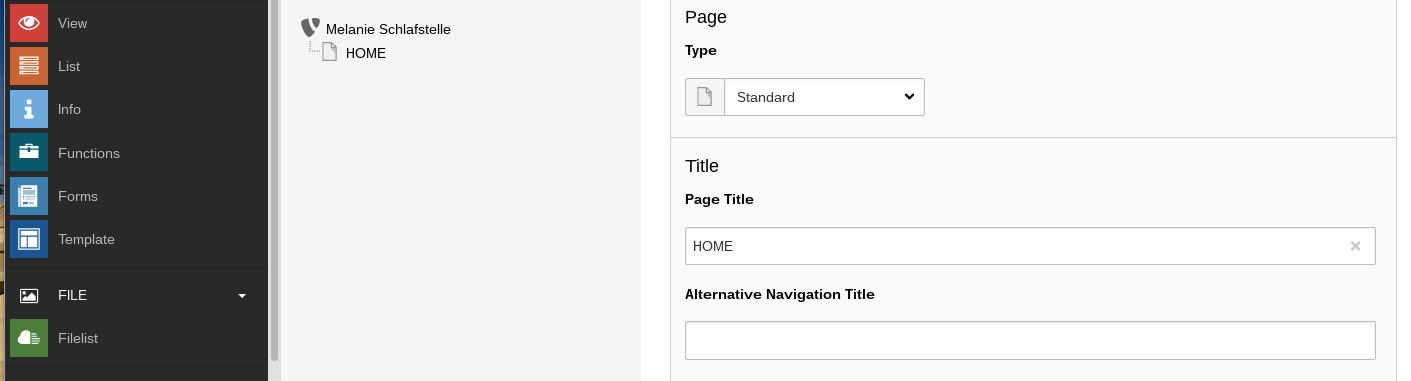 View
List
Info
Functions
Forms
Template
FILE
Filelist
Melanie Schlafstelle
HOME
Page
Type
Standard
Title
Page Title
HOME
Alternative Navigation Title